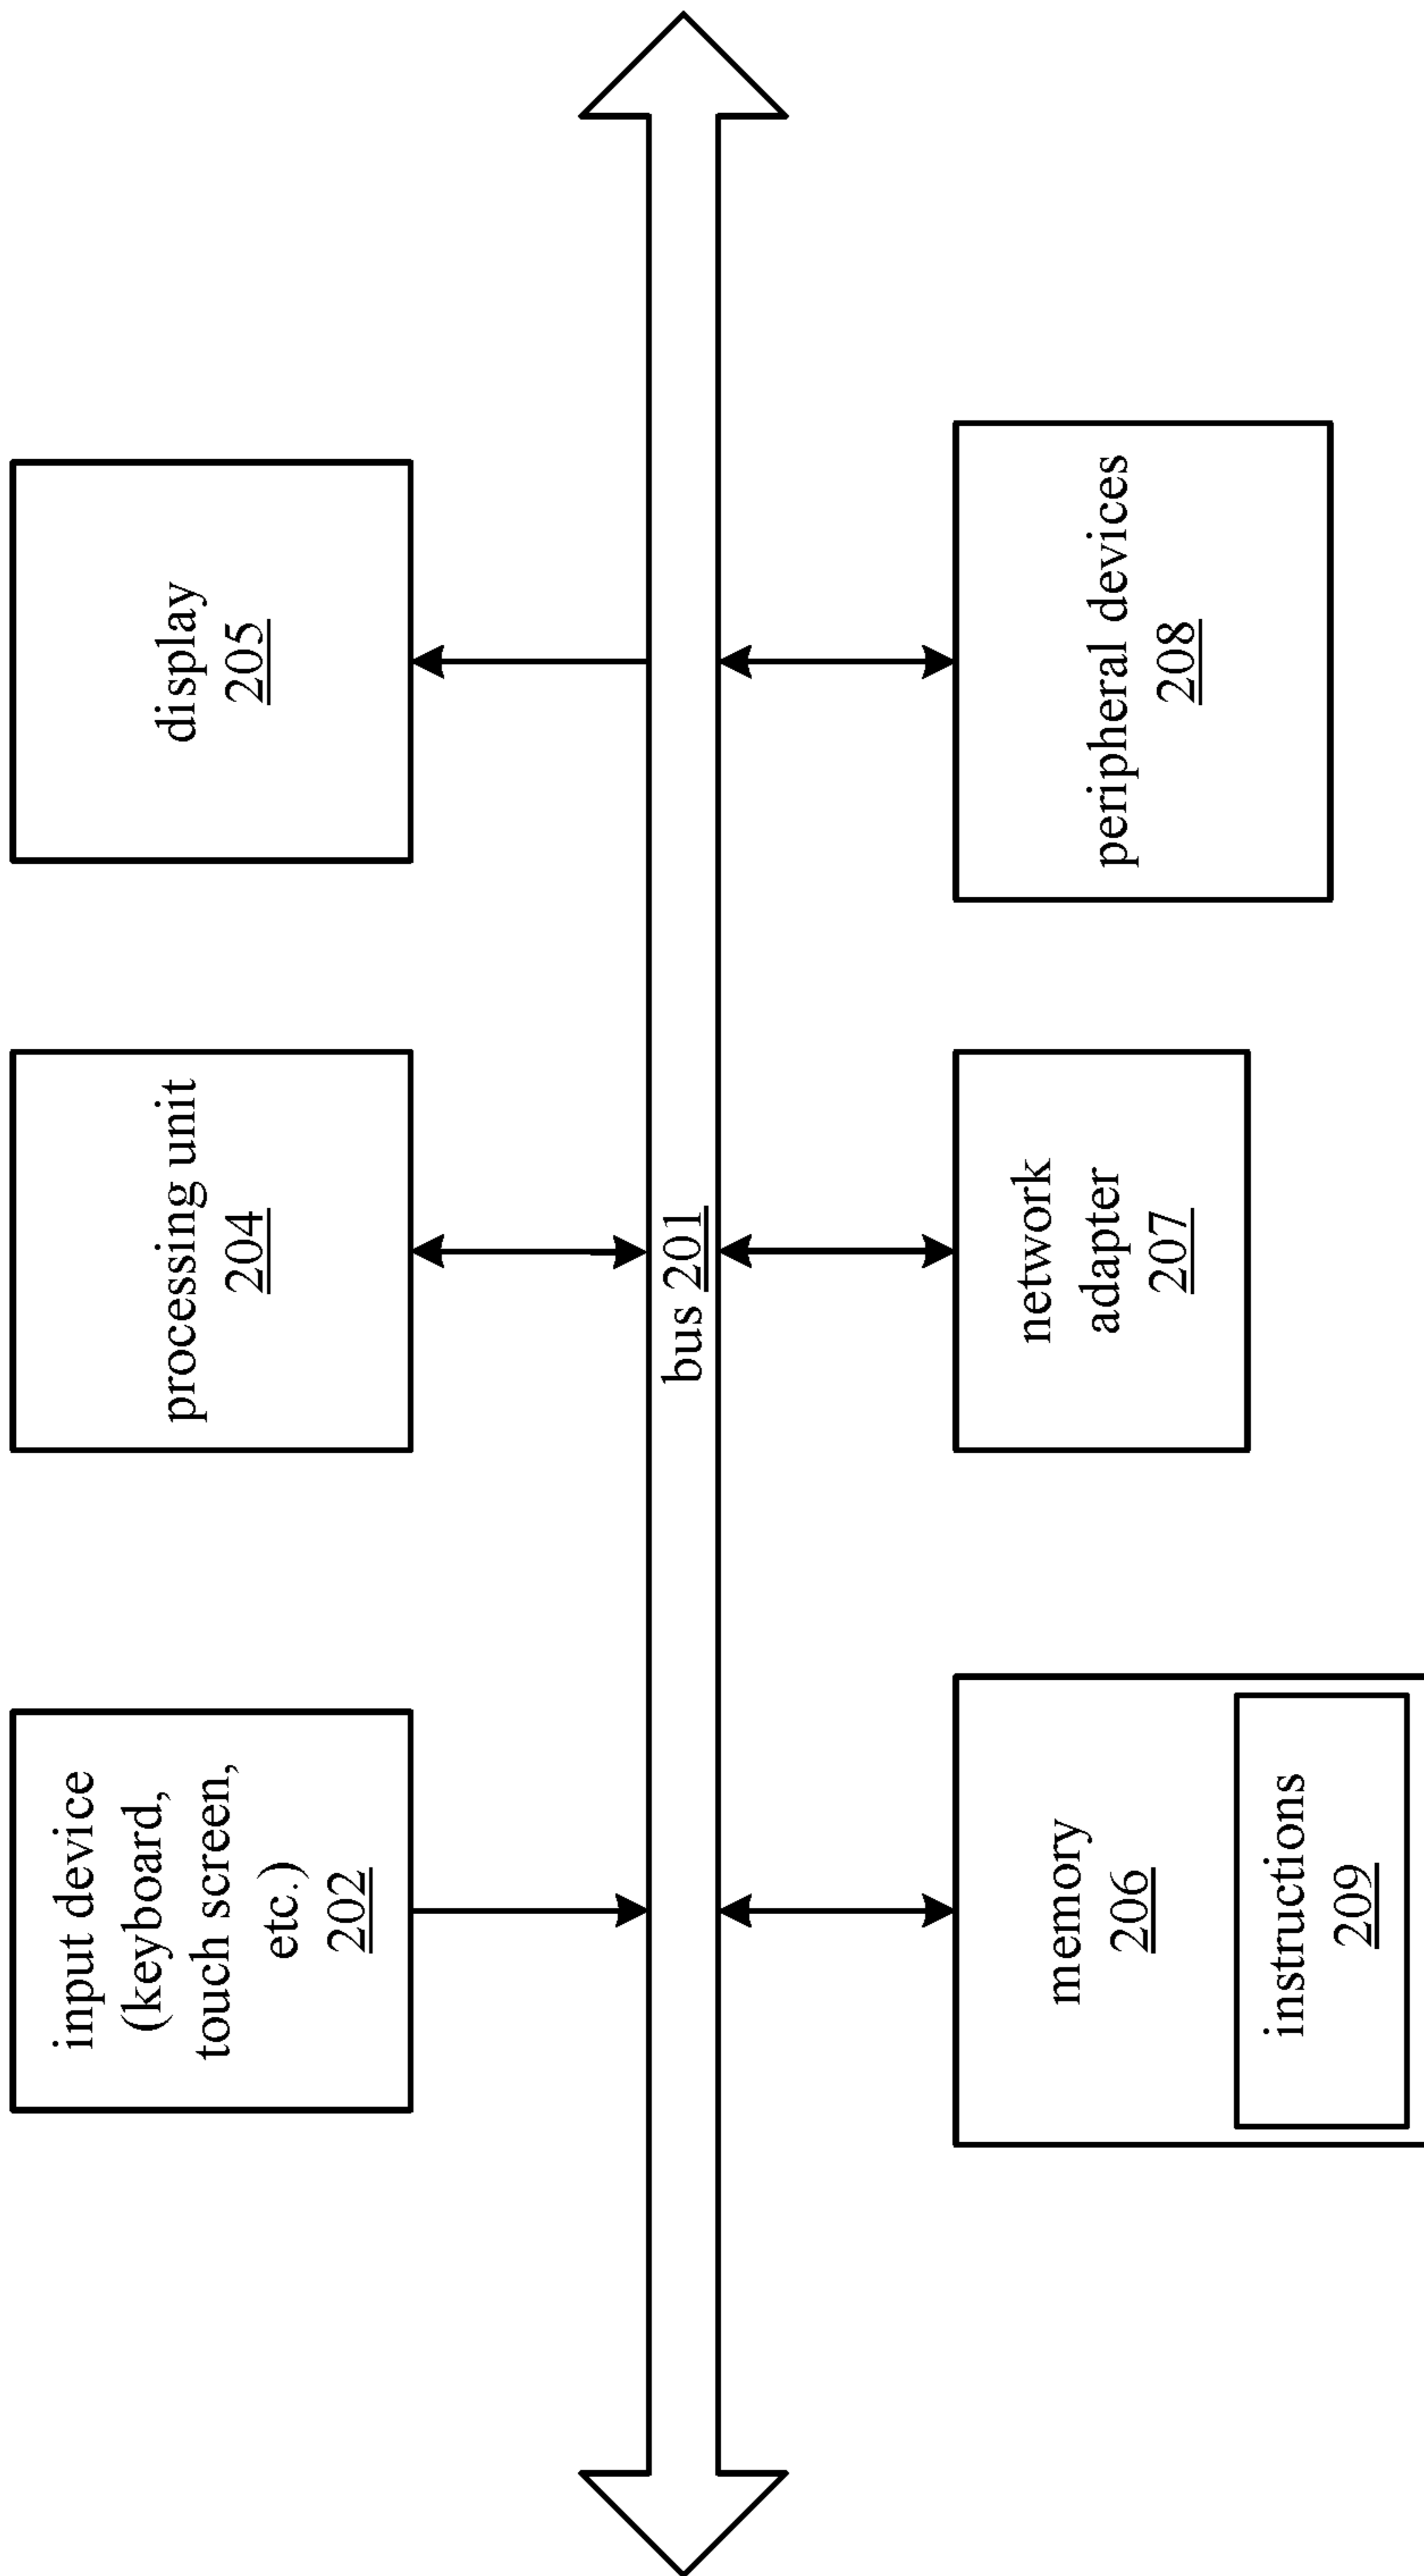 input device
(keyboard,
touch screen,
etc.)
202
processing unit
204
display
205
bus 201
memory
206
instructions
209
network
adapter
207
peripheral devices
208